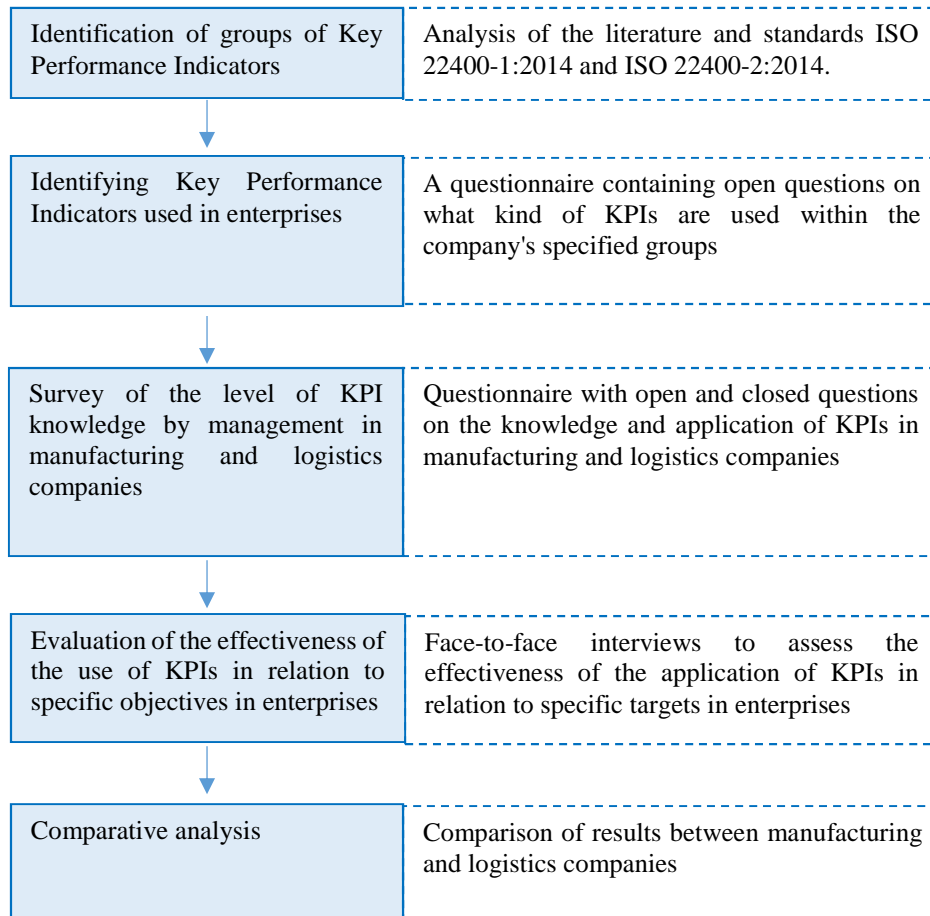 Identification of groups of Key
Performance Indicators
Analysis of the literature and standards ISO
22400-1:2014 and ISO 22400-2:2014.
Identifying Key Performance
Indicators used in enterprises
A questionnaire containing open questions on
what kind of KPIs are used within the
company's specified groups
Survey of the level of KPI
knowledge by management in
manufacturing and logistics
companies
Questionnaire with open and closed questions
on the knowledge and application of KPIs in
manufacturing and logistics companies
Evaluation of the effectiveness of
the use of KPIs in relation to
specific objectives in enterprises
Face-to-face interviews to assess the
effectiveness of the application of KPIs in
relation to specific targets in enterprises
Comparative analysis
Comparison of results between manufacturing
and logistics companies